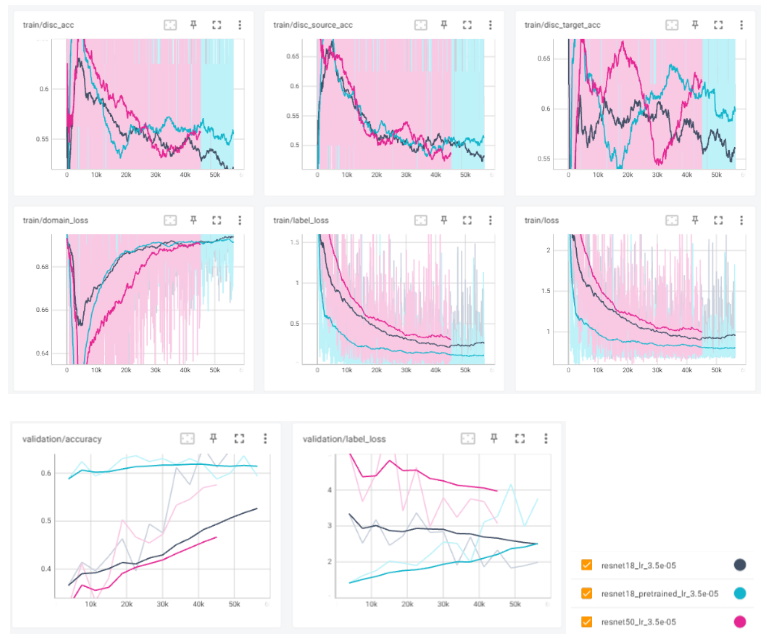 train/disc_acc
train/disc_source_acc
train/disc_target_acc
0.6
0.55
0 10k 20k 30k 40k 50k
0.65
0.6
0.55
0.5
0 10k 20k 30k 40k 50k
0.65
0.6
0.55
0 10k 20k 30k 40k 50k
train/domain_loss
train/label_loss
train/loss
0.68
0.66
0.64
0 10k 20k 30k 40k 50k
1.5
1
0.5
0 10k 20k 30k 40k 50k
2
1.5
1
0 10k 20k 30k 40k 50k
validation/accuracy
validation/label_loss
0.6
0.5
0.4
10k 20k 30k 40k 50k
4
3
2
10k 20k 30k 40k 50k
resnet18_lr_3.5e-05
resnet18_pretrained_lr_3.5e-05
resnet50_lr_3.5e-05